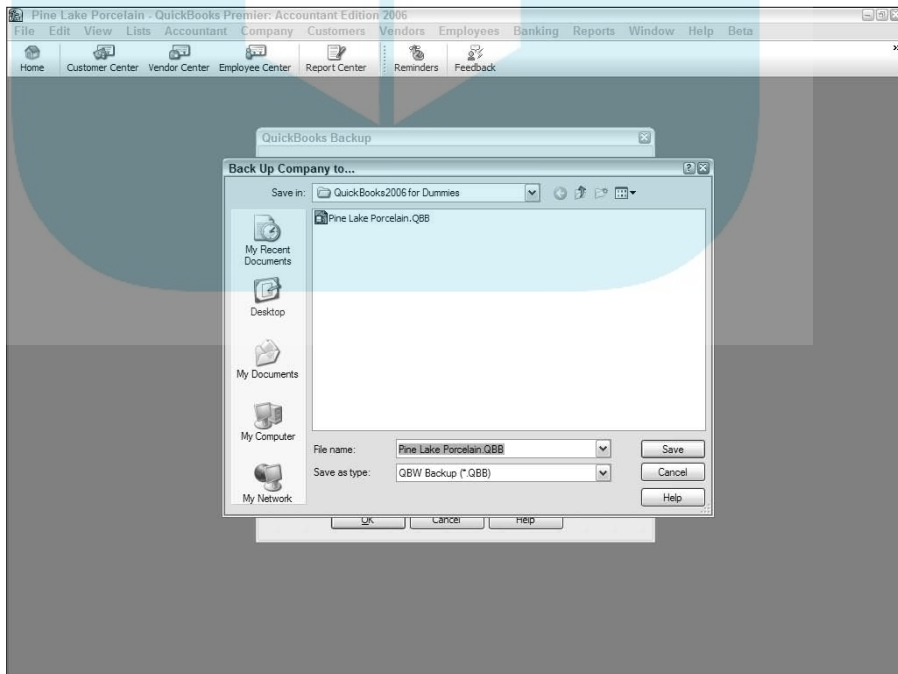 Pine Lake Porcelain - QuickBooks Premier: Accountant Edition 2006
File Edit View Lists Accountant Company Customers Vendors Employees Banking Reports Window Help Beta
Home Customer Center Vendor Center Employee Center Report Center Reminders Feedback
QuickBooks Backup
Back Up Company to...
Save in: QuickBooks2006 for Dummies
Pine Lake Porcelain.QBB
My Recent
Documents
Desktop
My Documents
My Computer
My Network
File name: Pine Lake Porcelain.QBB Save
Save as type: QBW Backup (*.QBB) Cancel
Help
OK Cancel Help